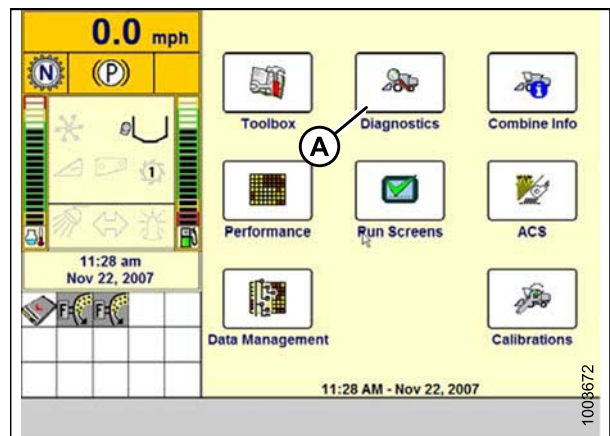 0.0 mph
N
(P)
1
11:28 am
Nov 22, 2007
F
F
Toolbox
Diagnostics
Combine Info
A
Performance
Run Screens
ACS
Data Management
Calibrations
11:28 AM - Nov 22, 2007
1003672